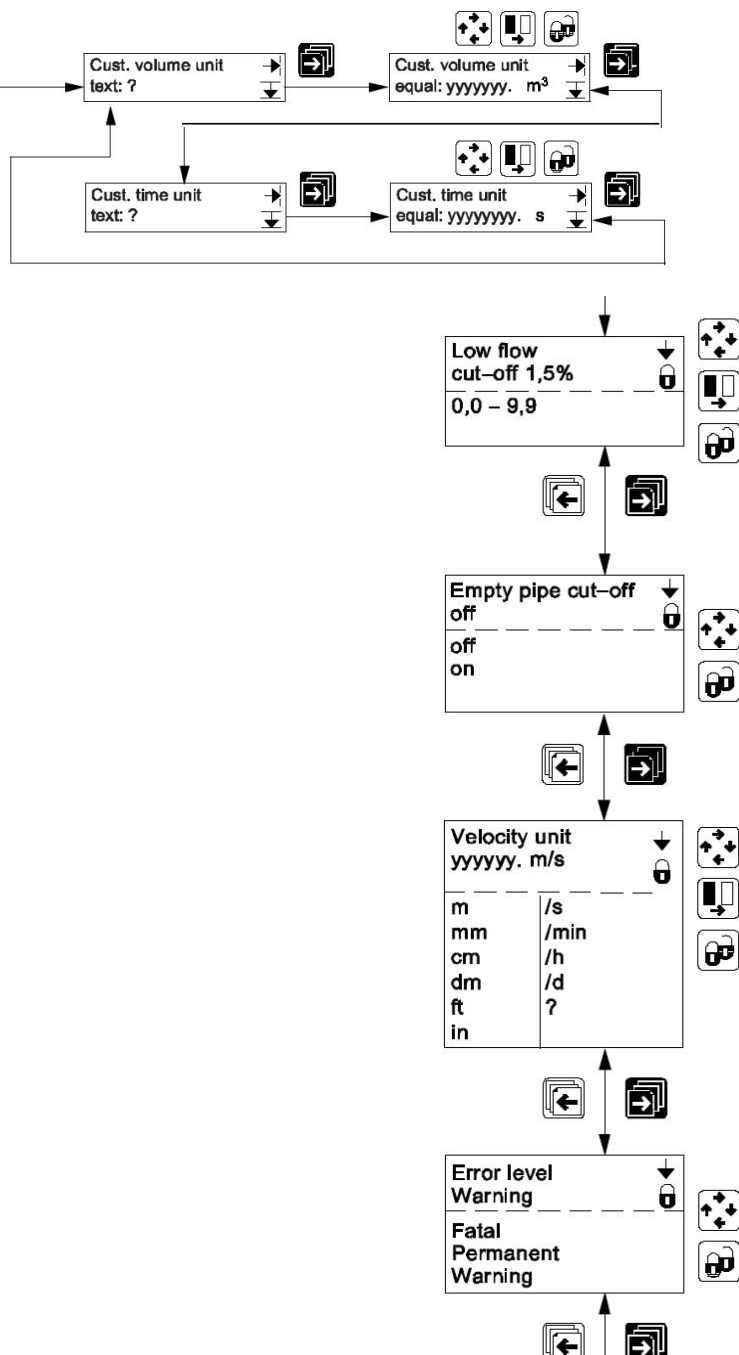 Cust. volume unit
text: ?
Cust. volume unit
equal: yyyyyyy. m³
Cust. time unit
text: ?
Cust. time unit
equal: yyyyyyyy. s
Low flow
cut–off 1,5%
0,0 – 9,9
Empty pipe cut–off
off
off
on
Velocity unit
yyyyyy. m/s
m /s
mm /min
cm /h
dm /d
ft ?
in
Error level
Warning
Fatal
Permanent
Warning